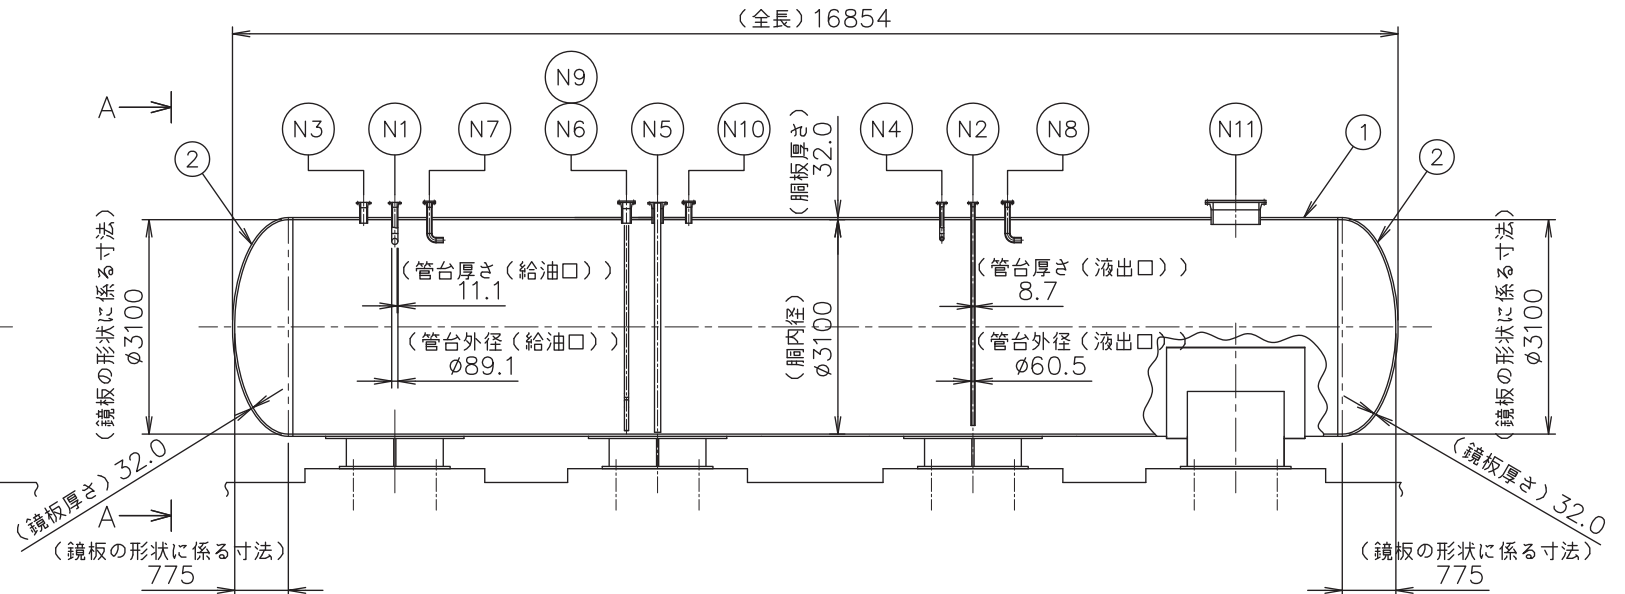 (全長) 16854
N9
A
N3
N1
N7
N6
N5
N10
N4
N2
N8
N11
1
2
2
(胴板厚さ)
32.0
(鏡板の形状に係る寸法)
ø3100
(管台厚さ(給油口))
11.1
(管台外径(給油口))
ø89.1
(胴内径)
ø3100
(管台厚さ(液出口))
8.7
(管台外径(液出口))
ø60.5
(鏡板の形状に係る寸法)
ø3100
(鏡板厚さ) 32.0
(鏡板厚さ) 32.0
A
(鏡板の形状に係る寸法)
775
(鏡板の形状に係る寸法)
775